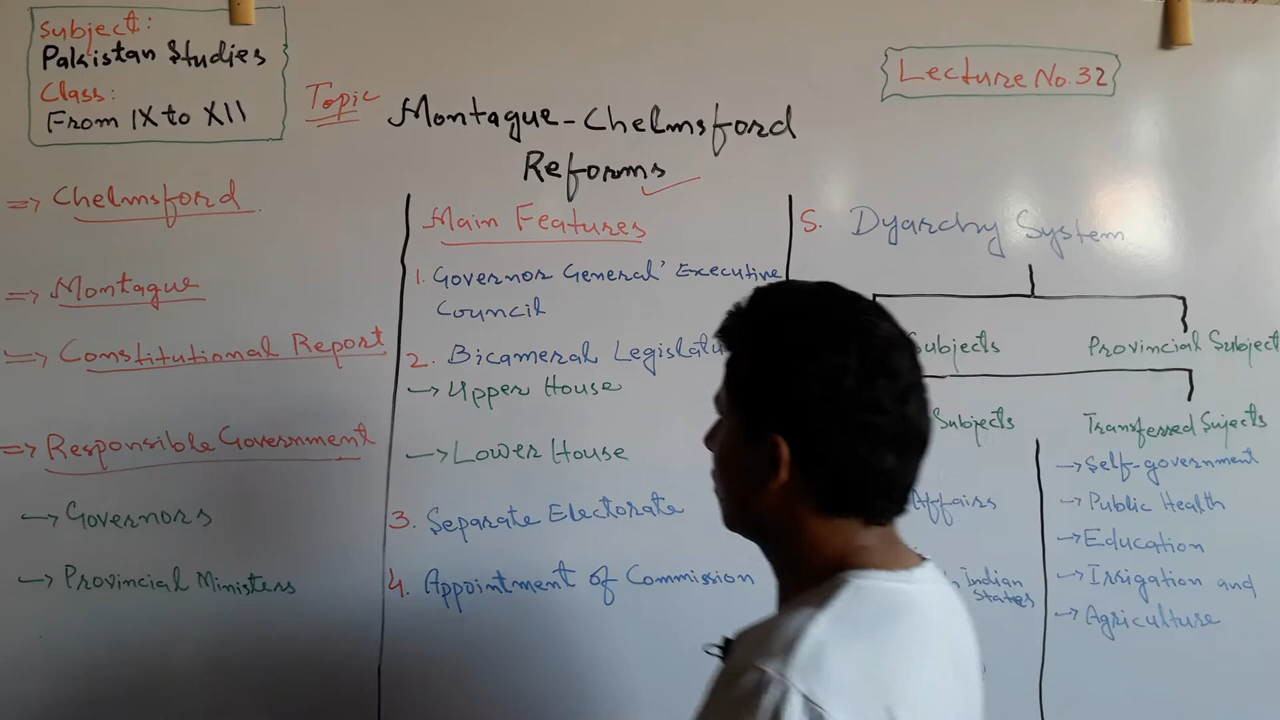 Subject:
Pakistan Studies
Class:
From IX to XII
Lecture No. 32
Topic
Montague-Chelmsford
Reforms
=> Chelmsford
=> Montague
=> Constitutional Report
=> Responsible Government
→ Governors
→ Provincial Ministers
Main Features
1. Governor General' Executive
Council
2. Bicameral
→ Upper House
→ Lower House
3. Separate Electorate
4. Appointment of Commission
5. Dyarchy System
Subjects
Provincial Subject
Subjects
Affairs
Indian
States
Transferred Sujects
→ Self-government
→ Public Health
→ Education
→ Irrigation and
→ Agriculture